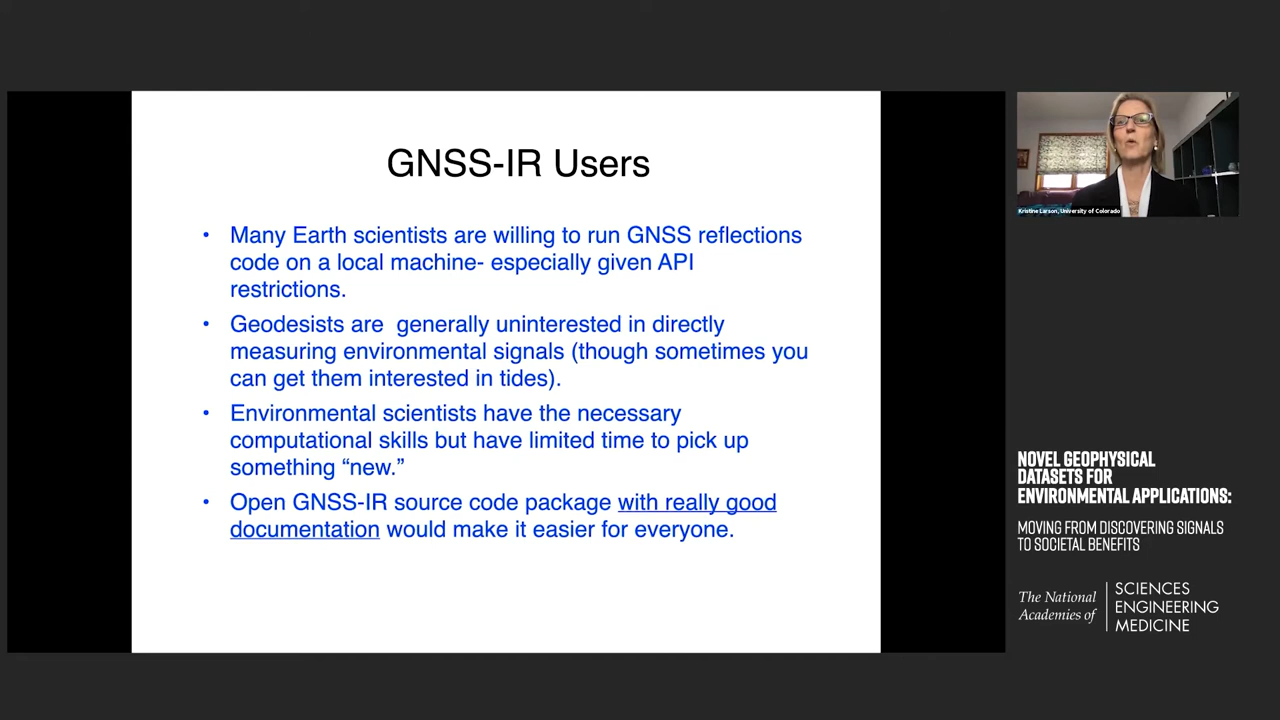 GNSS-IR Users
• Many Earth scientists are willing to run GNSS reflections
code on a local machine- especially given API
restrictions.
• Geodesists are  generally uninterested in directly
measuring environmental signals (though sometimes you
can get them interested in tides).
• Environmental scientists have the necessary
computational skills but have limited time to pick up
something “new.”
• Open GNSS-IR source code package with really good
documentation would make it easier for everyone.
Kristine Larson, University of Colorado
NOVEL GEOPHYSICAL
DATASETS FOR
ENVIRONMENTAL APPLICATIONS:
MOVING FROM DISCOVERING SIGNALS
TO SOCIETAL BENEFITS
The National
Academies of
SCIENCES
ENGINEERING
MEDICINE